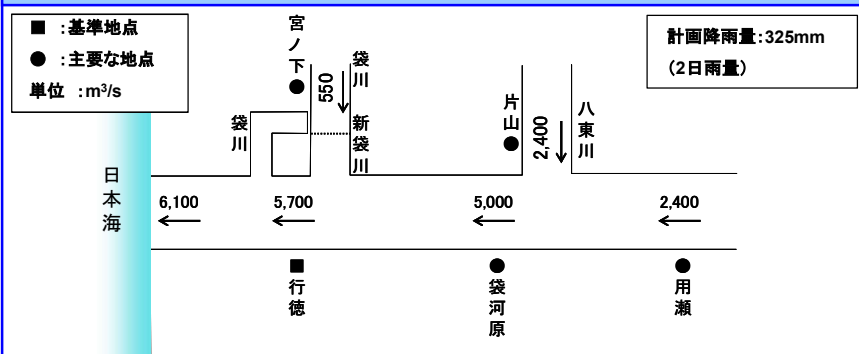 ■ ：基準地点
● ：主要な地点
単位 ：m³/s
計画降雨量：325mm
（2日雨量）
宮ノ下
550
袋川
新袋川
袋川
片山
2,400
八東川
日本海
6,100
5,700
5,000
2,400
行徳
袋河原
用瀬